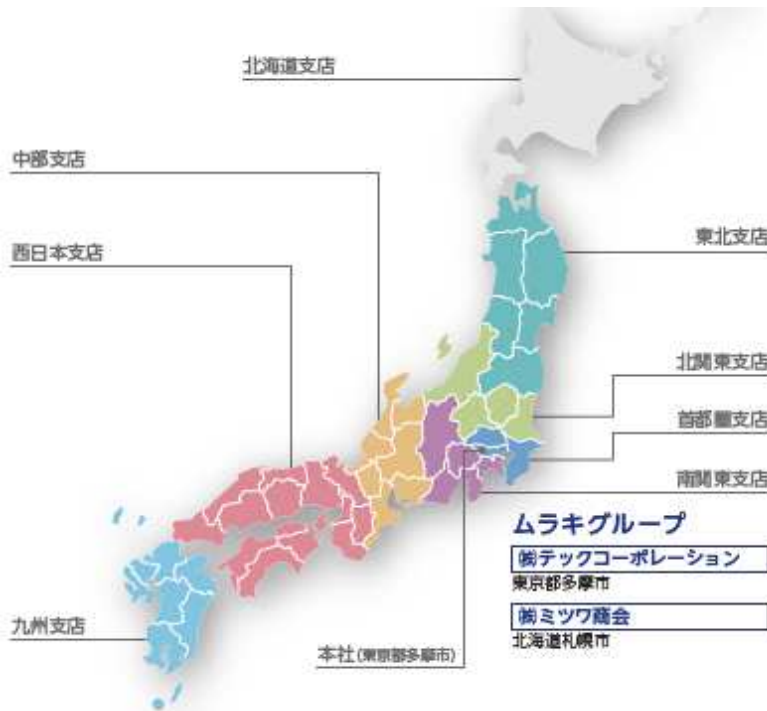 北海道支店
中部支店
東北支店
西日本支店
北関東支店
首都圏支店
南関東支店
ムラキグループ
㈱テックコーポレーション
東京都多摩市
㈱ミツワ商会
北海道札幌市
九州支店
本社(東京都多摩市)